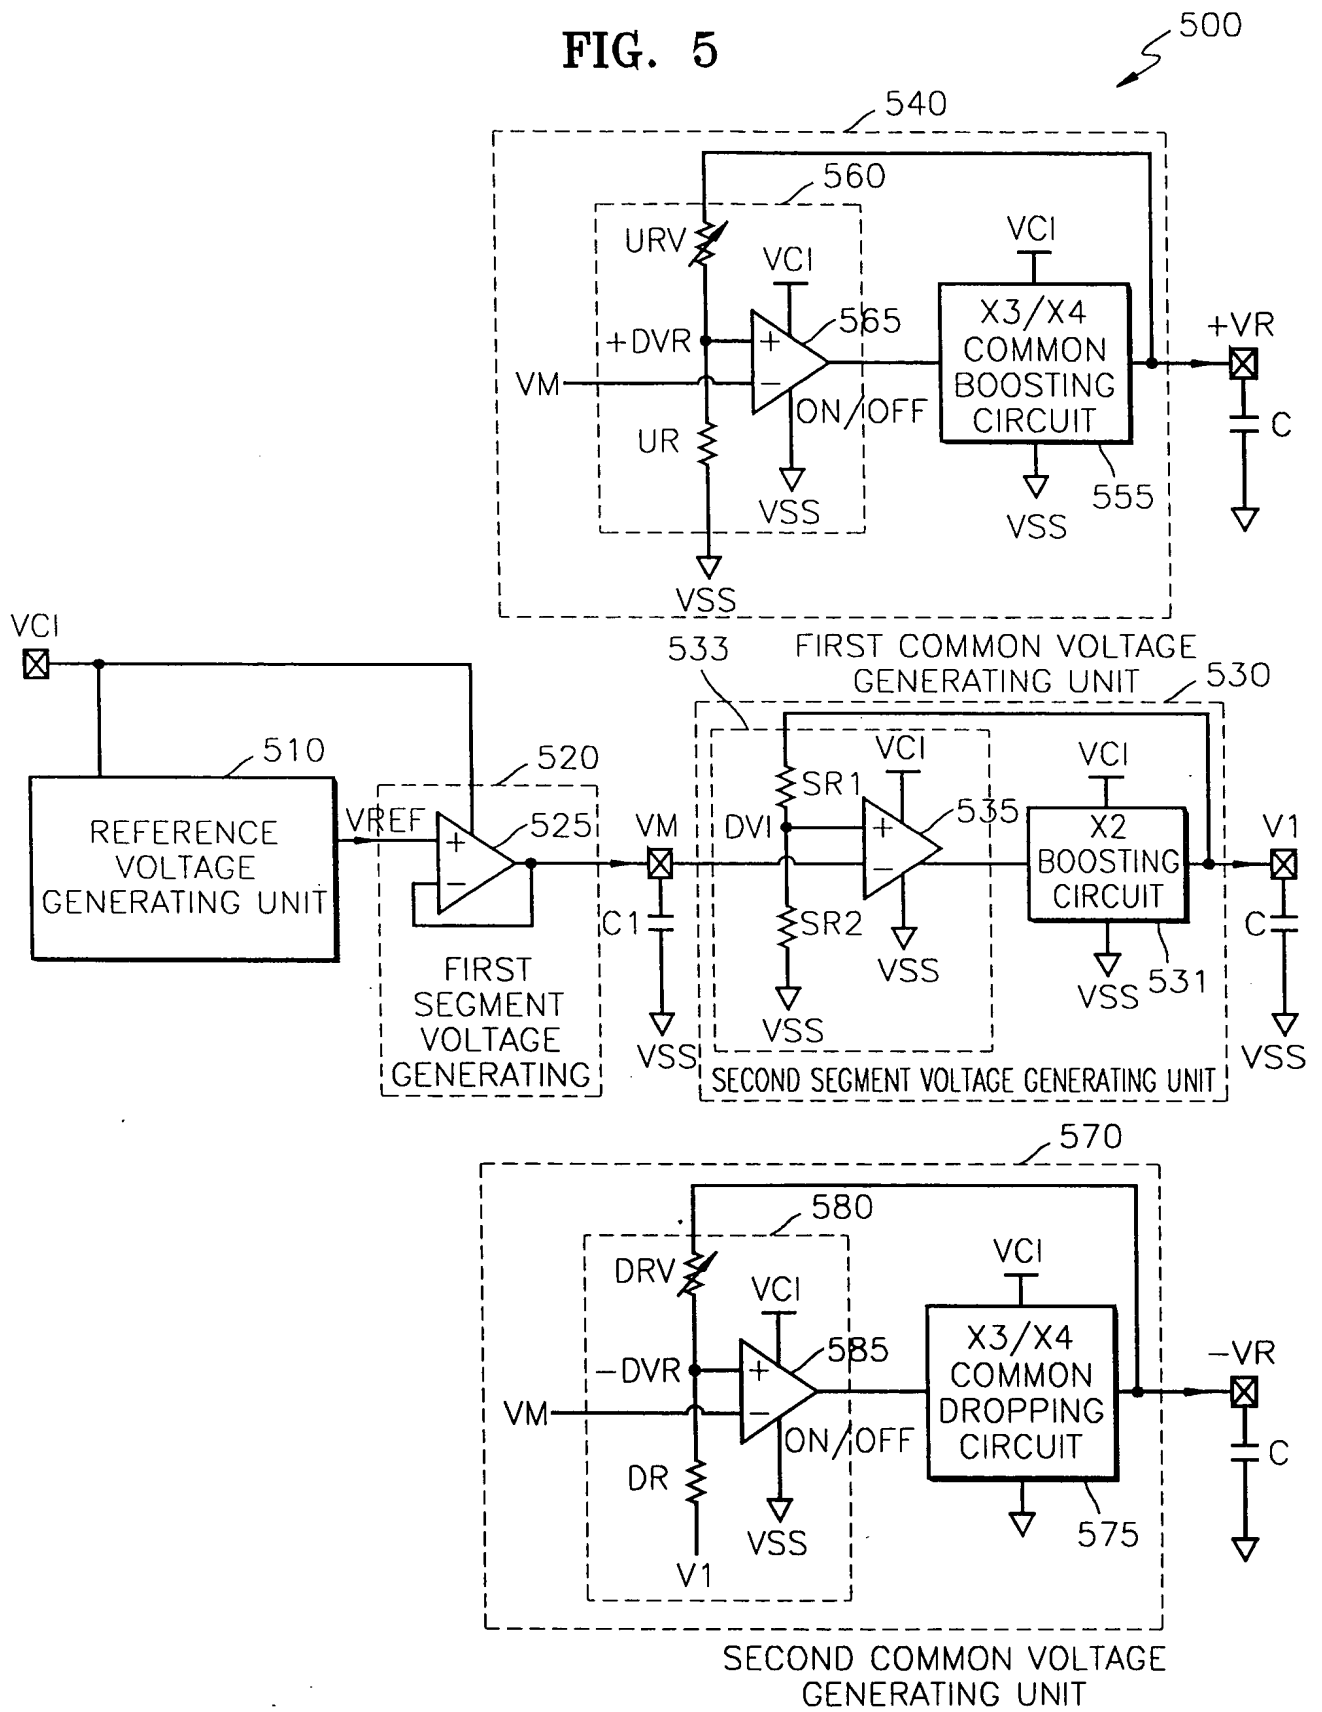 FIG. 5
500
540
560
URV
VCI
VCI
565
X3/X4
COMMON
BOOSTING
CIRCUIT
+DVR
+
VM
−
ON/OFF
UR
VSS
VSS
555
VSS
+VR
C
FIRST COMMON VOLTAGE
GENERATING UNIT
VCI
510
REFERENCE
VOLTAGE
GENERATING UNIT
VREF
520
525
+
−
FIRST
SEGMENT
VOLTAGE
GENERATING
VM
C1
VSS
533
530
SR1
VCI
535
DVI
+
−
SR2
VSS
VSS
VCI
X2
BOOSTING
CIRCUIT
VSS
531
V1
C
VSS
SECOND SEGMENT VOLTAGE GENERATING UNIT
570
580
DRV
VCI
VCI
585
X3/X4
COMMON
DROPPING
CIRCUIT
−DVR
+
VM
−
ON/OFF
DR
VSS
V1
575
−VR
C
SECOND COMMON VOLTAGE
GENERATING UNIT